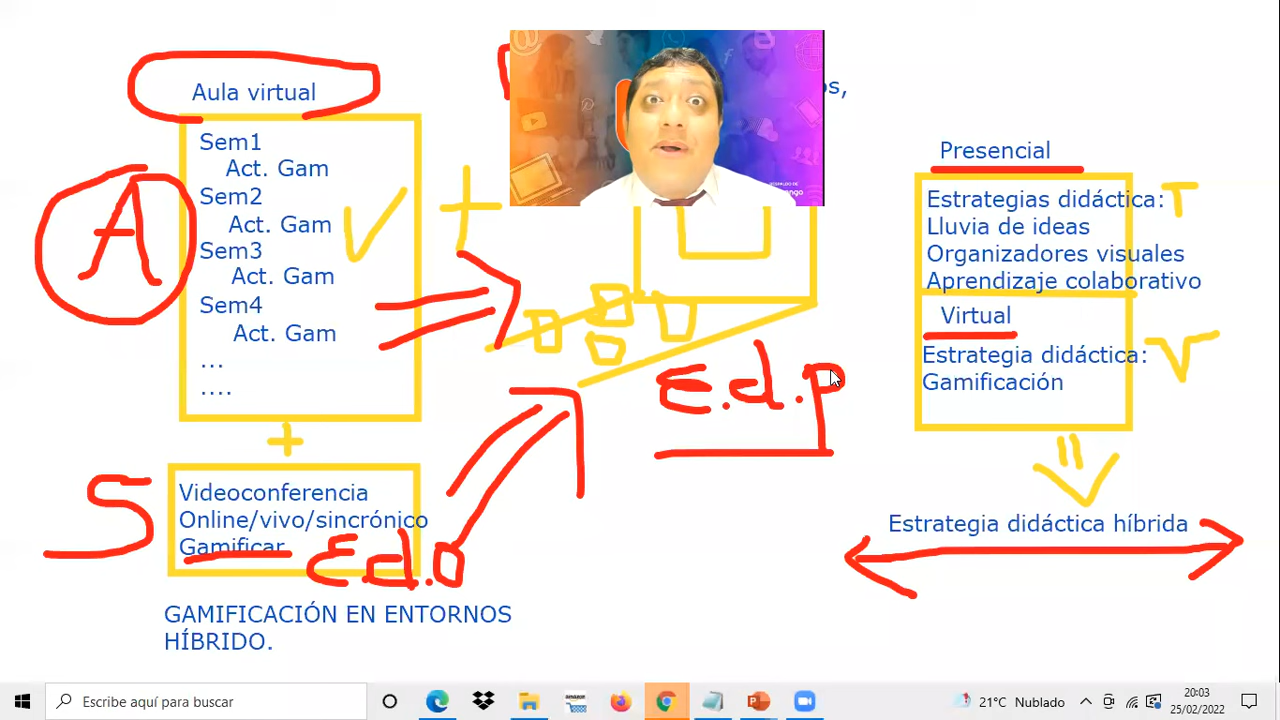 Aula virtual
Sem1
Act. Gam
Sem2
Act. Gam
Sem3
Act. Gam
Sem4
Act. Gam
...
....
A
+
+
Videoconferencia
Online/vivo/sincrónico
Gamificar
S
E.d.O
GAMIFICACIÓN EN ENTORNOS
HÍBRIDO.
E.d.p
Presencial
Estrategias didáctica:
Lluvia de ideas
Organizadores visuales
Aprendizaje colaborativo
Virtual
Estrategia didáctica:
Gamificación
Estrategia didáctica híbrida
Escribe aquí para buscar
21°C Nublado
20:03
25/02/2022